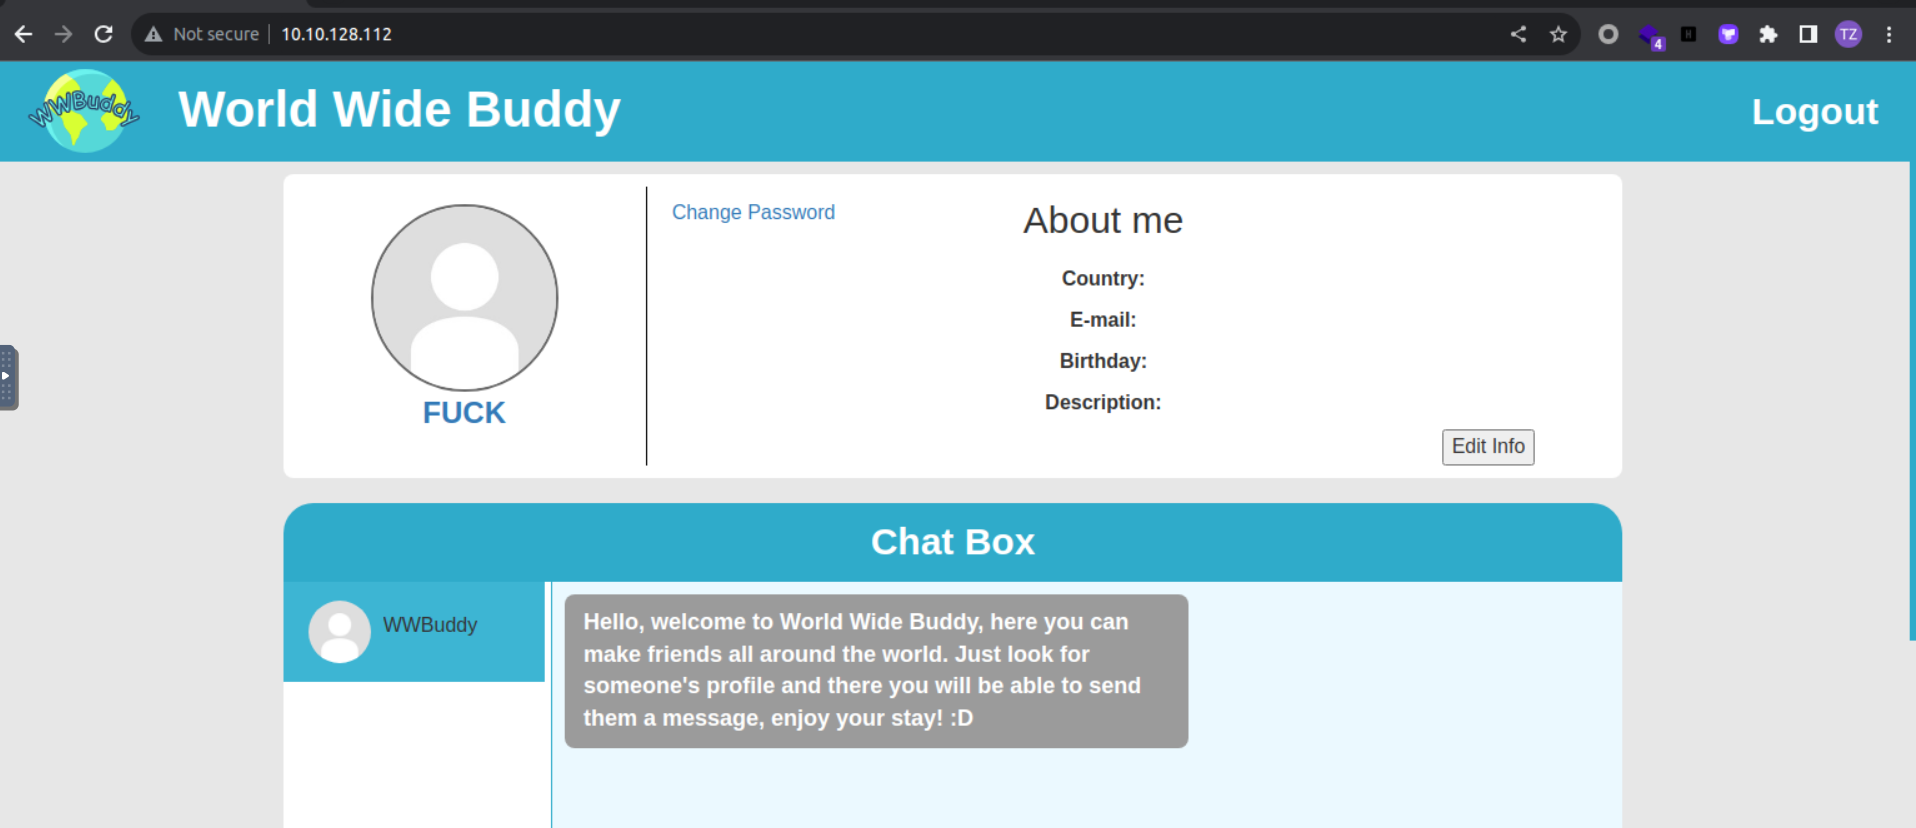 Not secure 10.10.128.112
4
TZ
WWBuddy
World Wide Buddy
Logout
Change Password
About me
Country:
E-mail:
Birthday:
Description:
FUCK
Edit Info
Chat Box
WWBuddy
Hello, welcome to World Wide Buddy, here you can
make friends all around the world. Just look for
someone's profile and there you will be able to send
them a message, enjoy your stay! :D